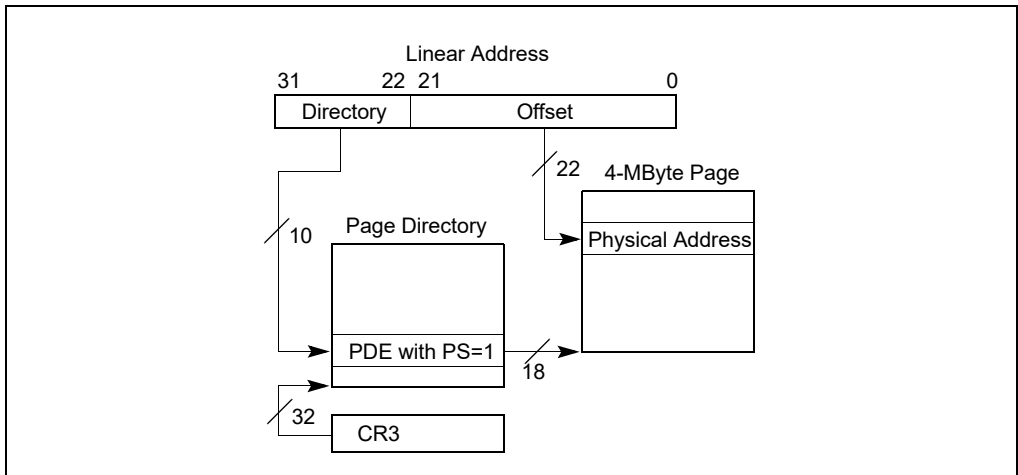 Linear Address
31 22 21 0
Directory Offset
22
4-MByte Page
10
Page Directory
Physical Address
PDE with PS=1
18
32
CR3